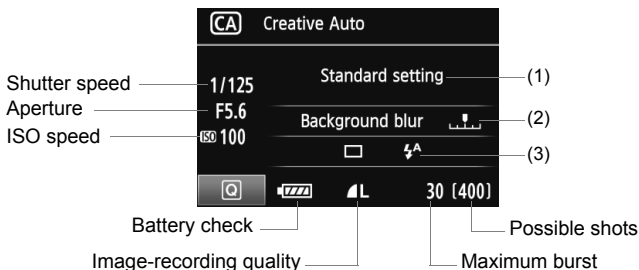 CA Creative Auto
Shutter speed 1/125 Standard setting (1)
Aperture F5.6
ISO speed ISO 100 Background blur (2)
A (3)
Q L 30 [400]
Battery check Possible shots
Image-recording quality Maximum burst